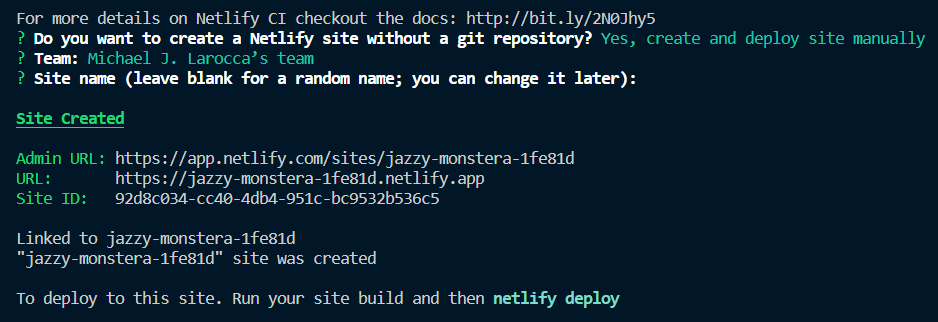 For more details on Netlify CI checkout the docs: http://bit.ly/2N0Jhy5
? Do you want to create a Netlify site without a git repository? Yes, create and deploy site manually
? Team: Michael J. Larocca’s team
? Site name (leave blank for a random name; you can change it later):
Site Created
Admin URL: https://app.netlify.com/sites/jazzy-monstera-1fe81d
URL: https://jazzy-monstera-1fe81d.netlify.app
Site ID: 92d8c034-cc40-4db4-951c-bc9532b536c5
Linked to jazzy-monstera-1fe81d
"jazzy-monstera-1fe81d" site was created
To deploy to this site. Run your site build and then netlify deploy